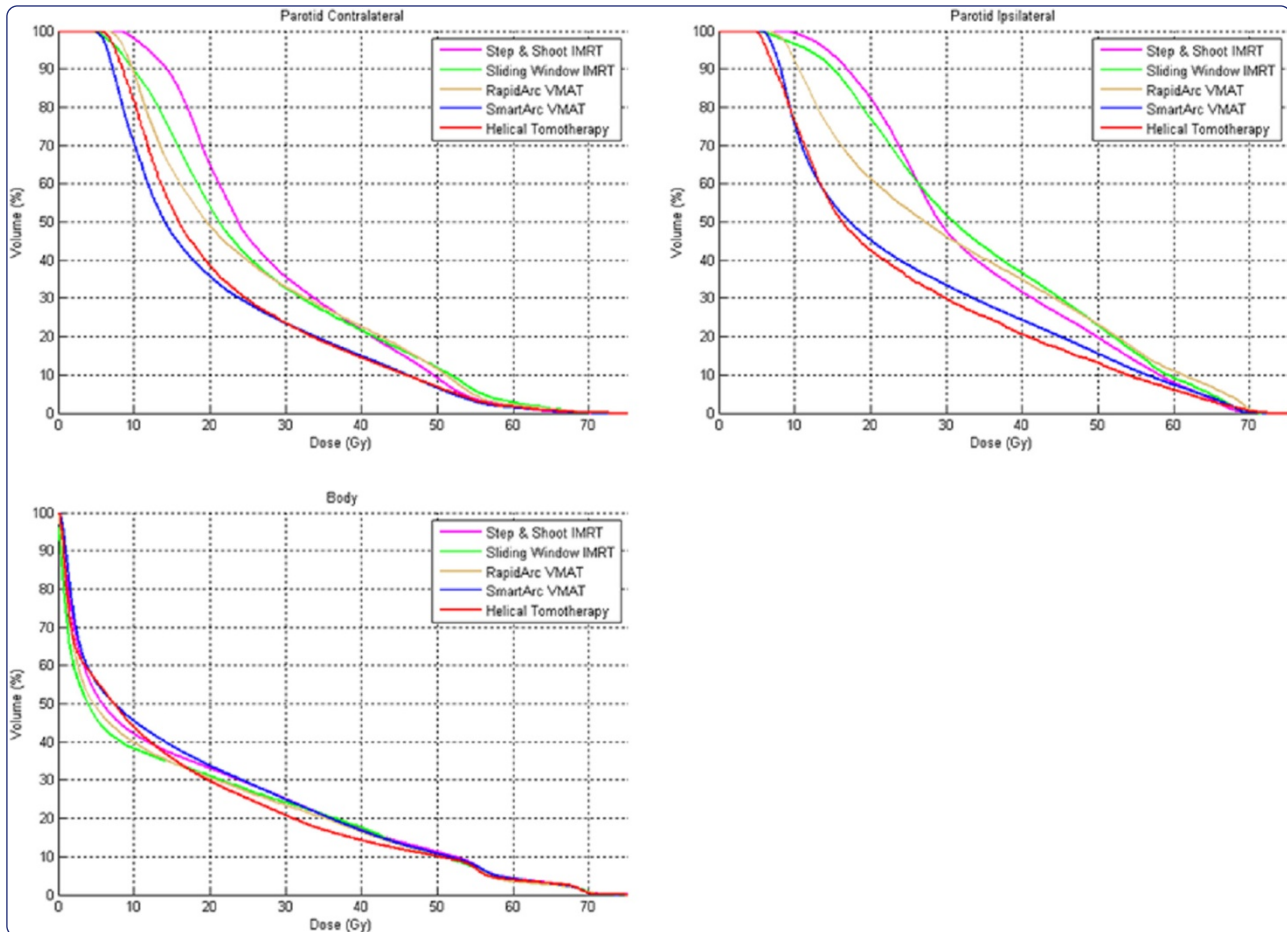 Parotid Contralateral
100
90
80
70
60
50
40
30
20
10
0
Volume (%)
Step & Shoot IMRT
Sliding Window IMRT
RapidArc VMAT
SmartArc VMAT
Helical Tomotherapy
0 10 20 30 40 50 60 70
Dose (Gy)
Parotid Ipsilateral
100
90
80
70
60
50
40
30
20
10
0
Volume (%)
Step & Shoot IMRT
Sliding Window IMRT
RapidArc VMAT
SmartArc VMAT
Helical Tomotherapy
0 10 20 30 40 50 60 70
Dose (Gy)
Body
100
90
80
70
60
50
40
30
20
10
0
Volume (%)
Step & Shoot IMRT
Sliding Window IMRT
RapidArc VMAT
SmartArc VMAT
Helical Tomotherapy
0 10 20 30 40 50 60 70
Dose (Gy)